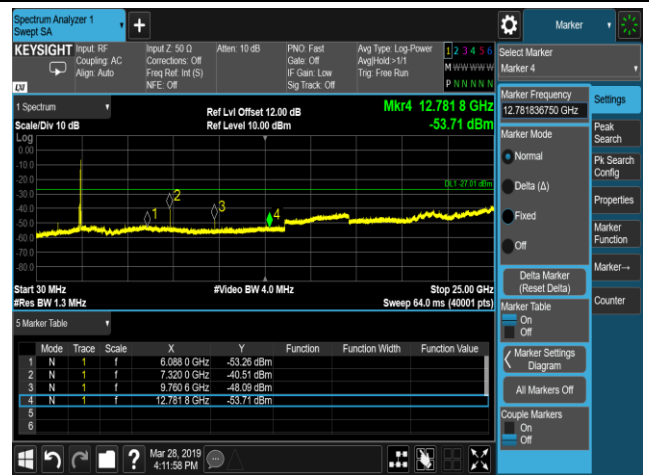 Spectrum Analyzer 1
Swept SA
Marker
KEYSIGHT
Input: RF
Coupling: AC
Align: Auto
Input Z: 50 Ω
Corrections: Off
Freq Ref: Int (S)
NFE: Off
Atten: 10 dB
PNO: Fast
Gate: Off
IF Gain: Low
Sig Track: Off
Avg Type: Log-Power
Avg|Hold:>1/1
Trig: Free Run
1 2 3 4 5 6
M W W W W W
P N N N N N
LXI
Select Marker
Marker 4
1 Spectrum
Scale/Div 10 dB
Log
Ref Lvl Offset 12.00 dB
Ref Level 10.00 dBm
Mkr4 12.781 8 GHz
-53.71 dBm
0.00
-10.0
-20.0
-30.0
-40.0
-50.0
-60.0
-70.0
-80.0
DL1 -27.01 dBm
1
2
3
4
Start 30 MHz
#Res BW 1.3 MHz
#Video BW 4.0 MHz
Stop 25.00 GHz
Sweep 64.0 ms (40001 pts)
5 Marker Table
Mode Trace Scale X Y Function Function Width Function Value
1 N 1 f 6.088 0 GHz -53.26 dBm
2 N 1 f 7.320 0 GHz -40.51 dBm
3 N 1 f 9.760 6 GHz -48.09 dBm
4 N 1 f 12.781 8 GHz -53.71 dBm
5
6
Mar 28, 2019
4:11:58 PM
?
Marker Frequency
12.781836750 GHz
Marker Mode
Normal
Delta (Δ)
Fixed
Off
Delta Marker
(Reset Delta)
Marker Table
On
Off
Marker Settings
Diagram
All Markers Off
Couple Markers
On
Off
Settings
Peak
Search
Pk Search
Config
Properties
Marker
Function
Marker→
Counter